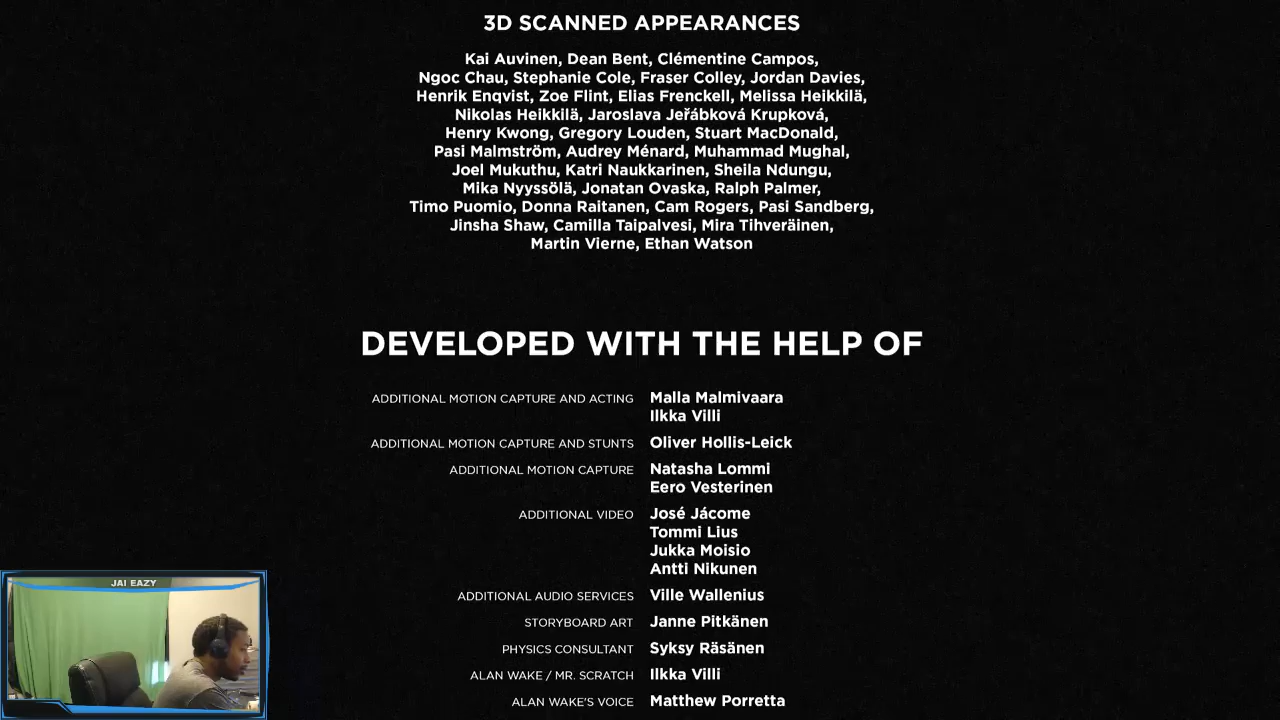 3D SCANNED APPEARANCES
Kai Auvinen, Dean Bent, Clémentine Campos,
Ngoc Chau, Stephanie Cole, Fraser Colley, Jordan Davies,
Henrik Enqvist, Zoe Flint, Elias Frenckell, Melissa Heikkilä,
Nikolas Heikkilä, Jaroslava Jeřábková Krupková,
Henry Kwong, Gregory Louden, Stuart MacDonald,
Pasi Malmström, Audrey Ménard, Muhammad Mughal,
Joel Mukuthu, Katri Naukkarinen, Sheila Ndungu,
Mika Nyyssölä, Jonatan Ovaska, Ralph Palmer,
Timo Puomio, Donna Raitanen, Cam Rogers, Pasi Sandberg,
Jinsha Shaw, Camilla Taipalvesi, Mira Tihveräinen,
Martin Vierne, Ethan Watson
DEVELOPED WITH THE HELP OF
ADDITIONAL MOTION CAPTURE AND ACTING Malla Malmivaara
Ilkka Villi
ADDITIONAL MOTION CAPTURE AND STUNTS Oliver Hollis-Leick
ADDITIONAL MOTION CAPTURE Natasha Lommi
Eero Vesterinen
ADDITIONAL VIDEO José Jácome
Tommi Lius
Jukka Moisio
Antti Nikunen
ADDITIONAL AUDIO SERVICES Ville Wallenius
STORYBOARD ART Janne Pitkänen
PHYSICS CONSULTANT Syksy Räsänen
ALAN WAKE / MR. SCRATCH Ilkka Villi
ALAN WAKE'S VOICE Matthew Porretta
JAI EAZY